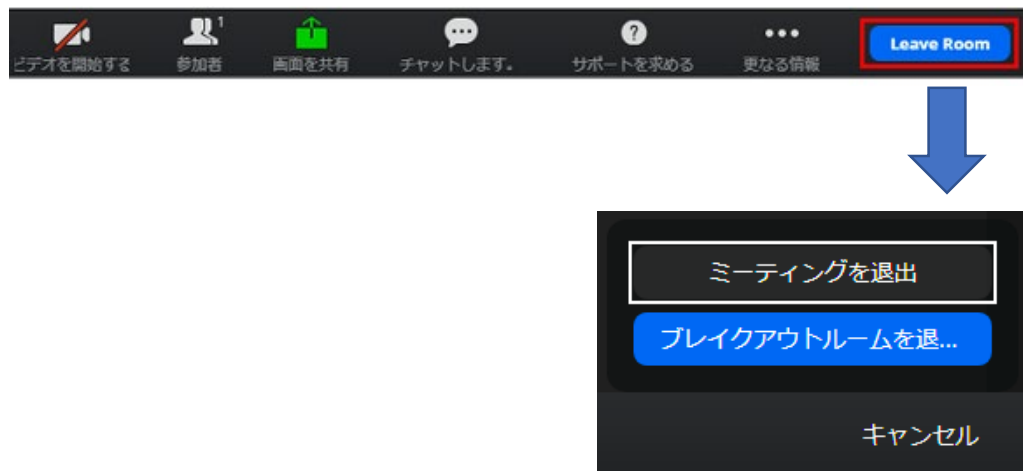 1
ビデオを開始する 参加者 画面を共有 チャットします。 サポートを求める 更なる情報 Leave Room
ミーティングを退出
ブレイクアウトルームを退...
キャンセル